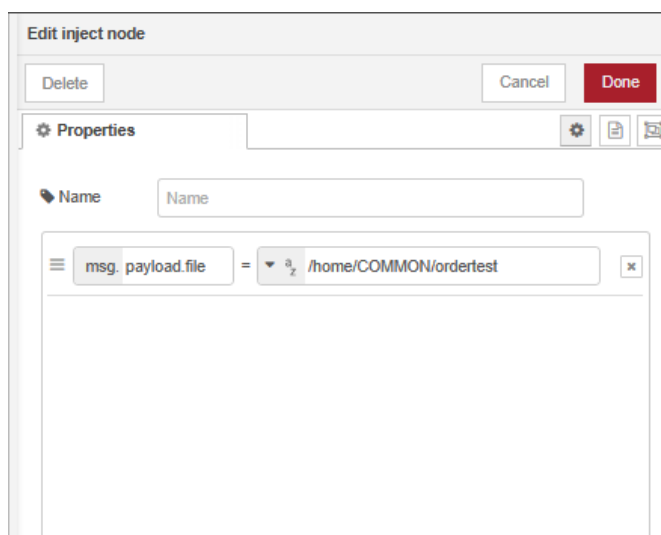 Edit inject node
Delete Cancel Done
Properties
Name Name
msg. payload.file = a z /home/COMMON/ordertest